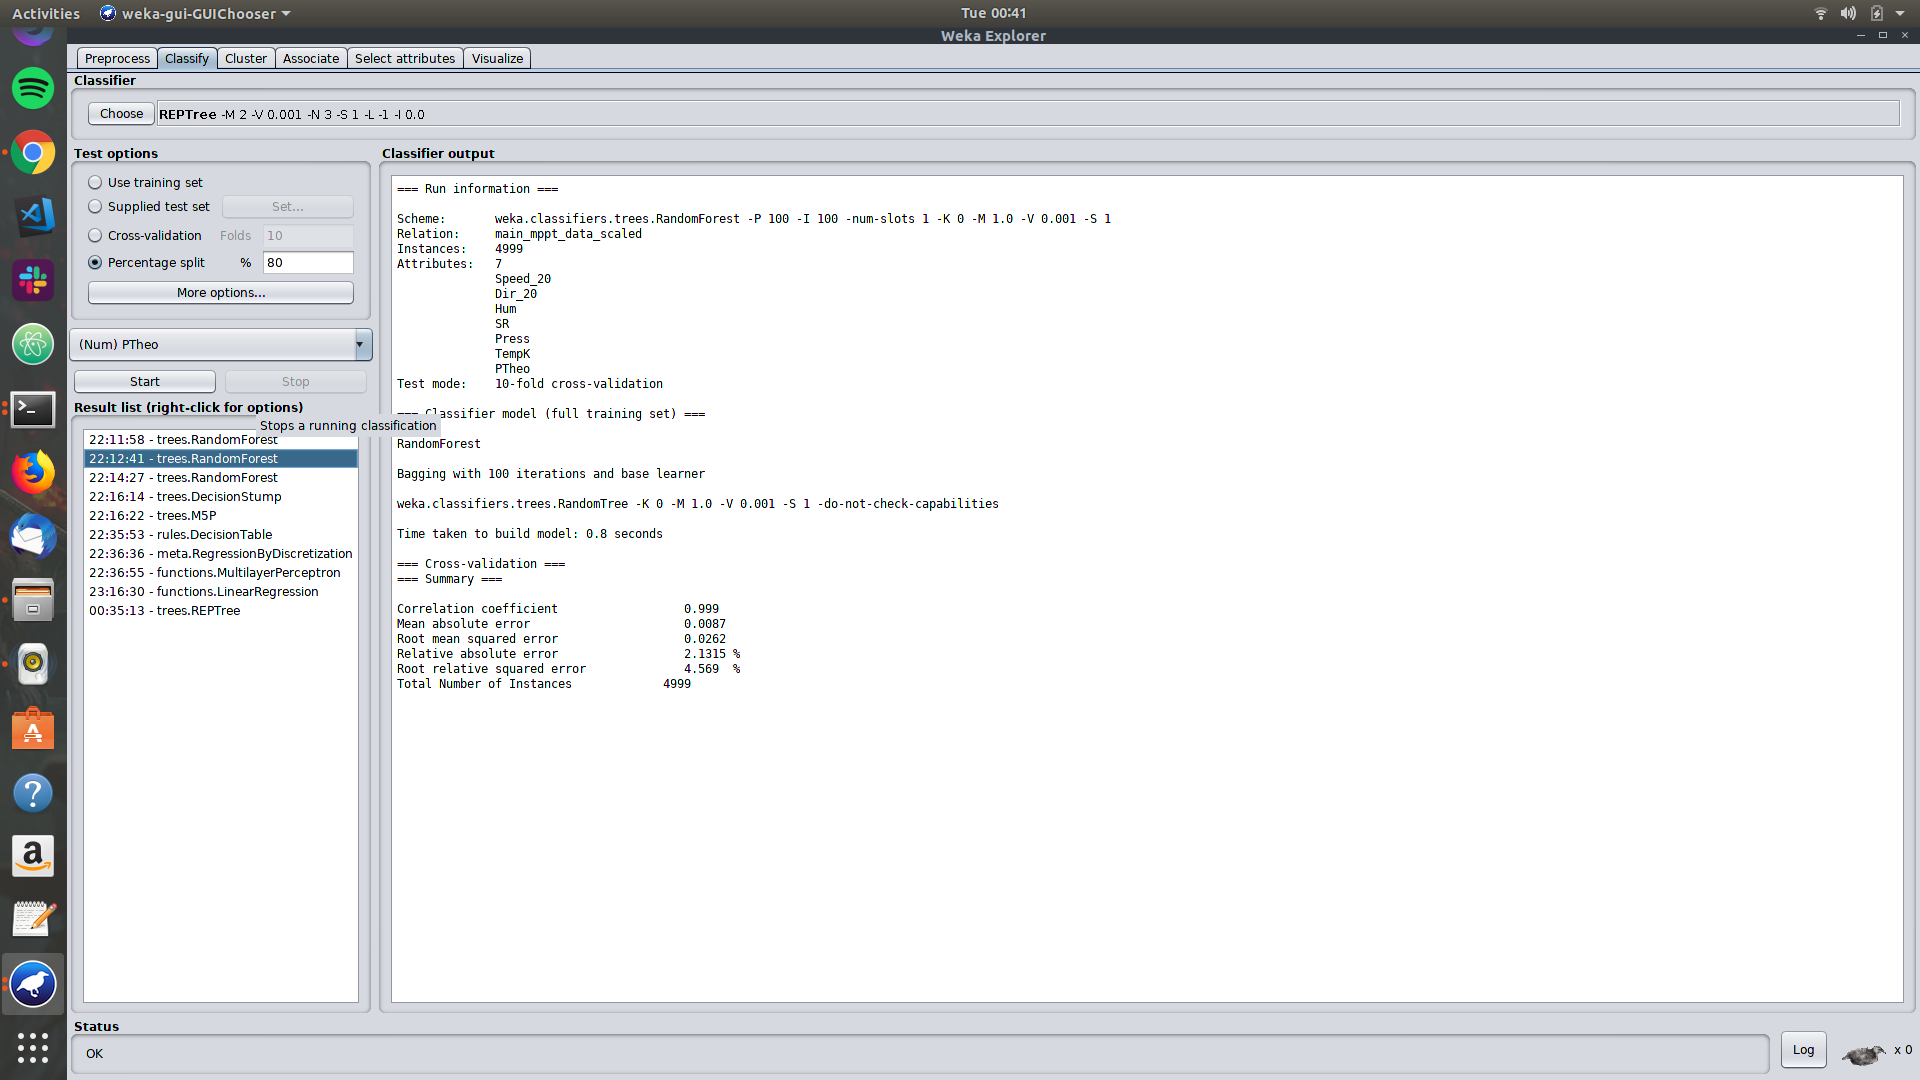 Activities weka-gui-GUIChooser Tue 00:41
Weka Explorer
Preprocess Classify Cluster Associate Select attributes Visualize
Classifier
Choose REPTree -M 2 -V 0.001 -N 3 -S 1 -L -1 -I 0.0
Test options
Use training set
Supplied test set Set...
Cross-validation Folds 10
Percentage split % 80
More options...
(Num) PTheo
Start Stop
Result list (right-click for options)
Stops a running classification
22:11:58 - trees.RandomForest
22:12:41 - trees.RandomForest
22:14:27 - trees.RandomForest
22:16:14 - trees.DecisionStump
22:16:22 - trees.M5P
22:35:53 - rules.DecisionTable
22:36:36 - meta.RegressionByDiscretization
22:36:55 - functions.MultilayerPerceptron
23:16:30 - functions.LinearRegression
00:35:13 - trees.REPTree
Classifier output
=== Run information ===
Scheme: weka.classifiers.trees.RandomForest -P 100 -I 100 -num-slots 1 -K 0 -M 1.0 -V 0.001 -S 1
Relation: main_mppt_data_scaled
Instances: 4999
Attributes: 7
Speed_20
Dir_20
Hum
SR
Press
TempK
PTheo
Test mode: 10-fold cross-validation
=== Classifier model (full training set) ===
RandomForest
Bagging with 100 iterations and base learner
weka.classifiers.trees.RandomTree -K 0 -M 1.0 -V 0.001 -S 1 -do-not-check-capabilities
Time taken to build model: 0.8 seconds
=== Cross-validation ===
=== Summary ===
Correlation coefficient 0.999
Mean absolute error 0.0087
Root mean squared error 0.0262
Relative absolute error 2.1315 %
Root relative squared error 4.569 %
Total Number of Instances 4999
Status
OK
Log x 0